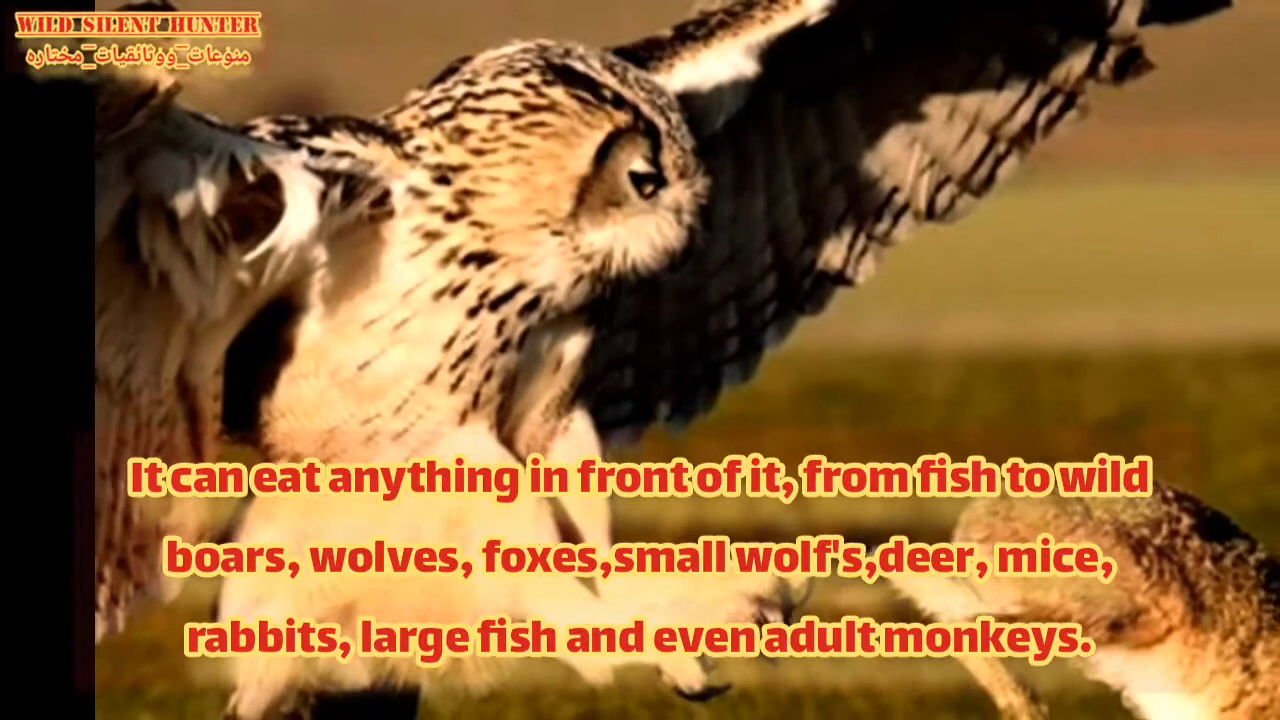 WILD SILENT HUNTER
منوعات_ووثائقيات_مختاره
It can eat anything in front of it, from fish to wild
boars, wolves, foxes,small wolf's,deer, mice,
rabbits, large fish and even adult monkeys.